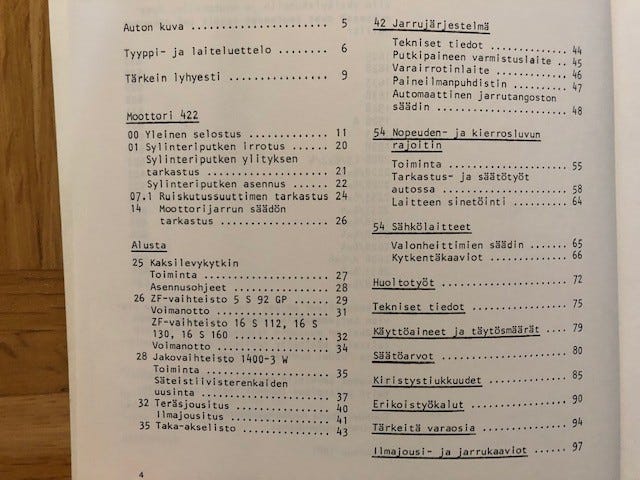 Auton kuva ........................ 5
Tyyppi- ja laiteluettelo .......... 6
Tärkein lyhyesti .................. 9
Moottori 422
00 Yleinen selostus ............ 11
01 Sylinteriputken irrotus ...... 20
Sylinteriputken ylityksen
tarkastus .................... 21
Sylinteriputken asennus ...... 22
07.1 Ruiskutussuuttimen tarkastus 24
14 Moottorijarrun säädön
tarkastus ................... 26
Alusta
25 Kaksilevykytkin
Toiminta ..................... 27
Asennusohjeet ................ 28
26 ZF-vaihteisto 5 S 92 GP ...... 29
Voimanotto ................... 31
ZF-vaihteisto 16 S 112, 16 S
130, 16 S 160 ................ 32
Voimanotto ................... 34
28 Jakovaihteisto 1400-3 W
Toiminta ..................... 35
Säteistiivisterenkaiden
uusinta ...................... 37
32 Teräsjousitus ................ 40
Ilmajousitus ................. 41
35 Taka-akselisto ............... 43
4
42 Jarrujärjestelmä
Tekniset tiedot .............. 44
Putkipaineen varmistuslaite .. 45
Varairrotinlaite ............. 46
Paineilmanpuhdistin .......... 47
Automaattinen jarrutangoston
säädin ....................... 48
54 Nopeuden- ja kierrosluvun
rajoitin
Toiminta ..................... 55
Tarkastus- ja säätötyöt
autossa ...................... 58
Laitteen sinetöinti .......... 64
54 Sähkölaitteet
Valonheittimien säädin ....... 65
Kytkentäkaaviot .............. 66
Huoltotyöt ...................... 72
Tekniset tiedot ................. 75
Käyttöaineet ja täytösmäärät .... 79
Säätöarvot ...................... 80
Kiristystiukkuudet .............. 85
Erikoistyökalut ................. 90
Tärkeitä varaosia ............... 94
Ilmajousi- ja jarrukaaviot ...... 97